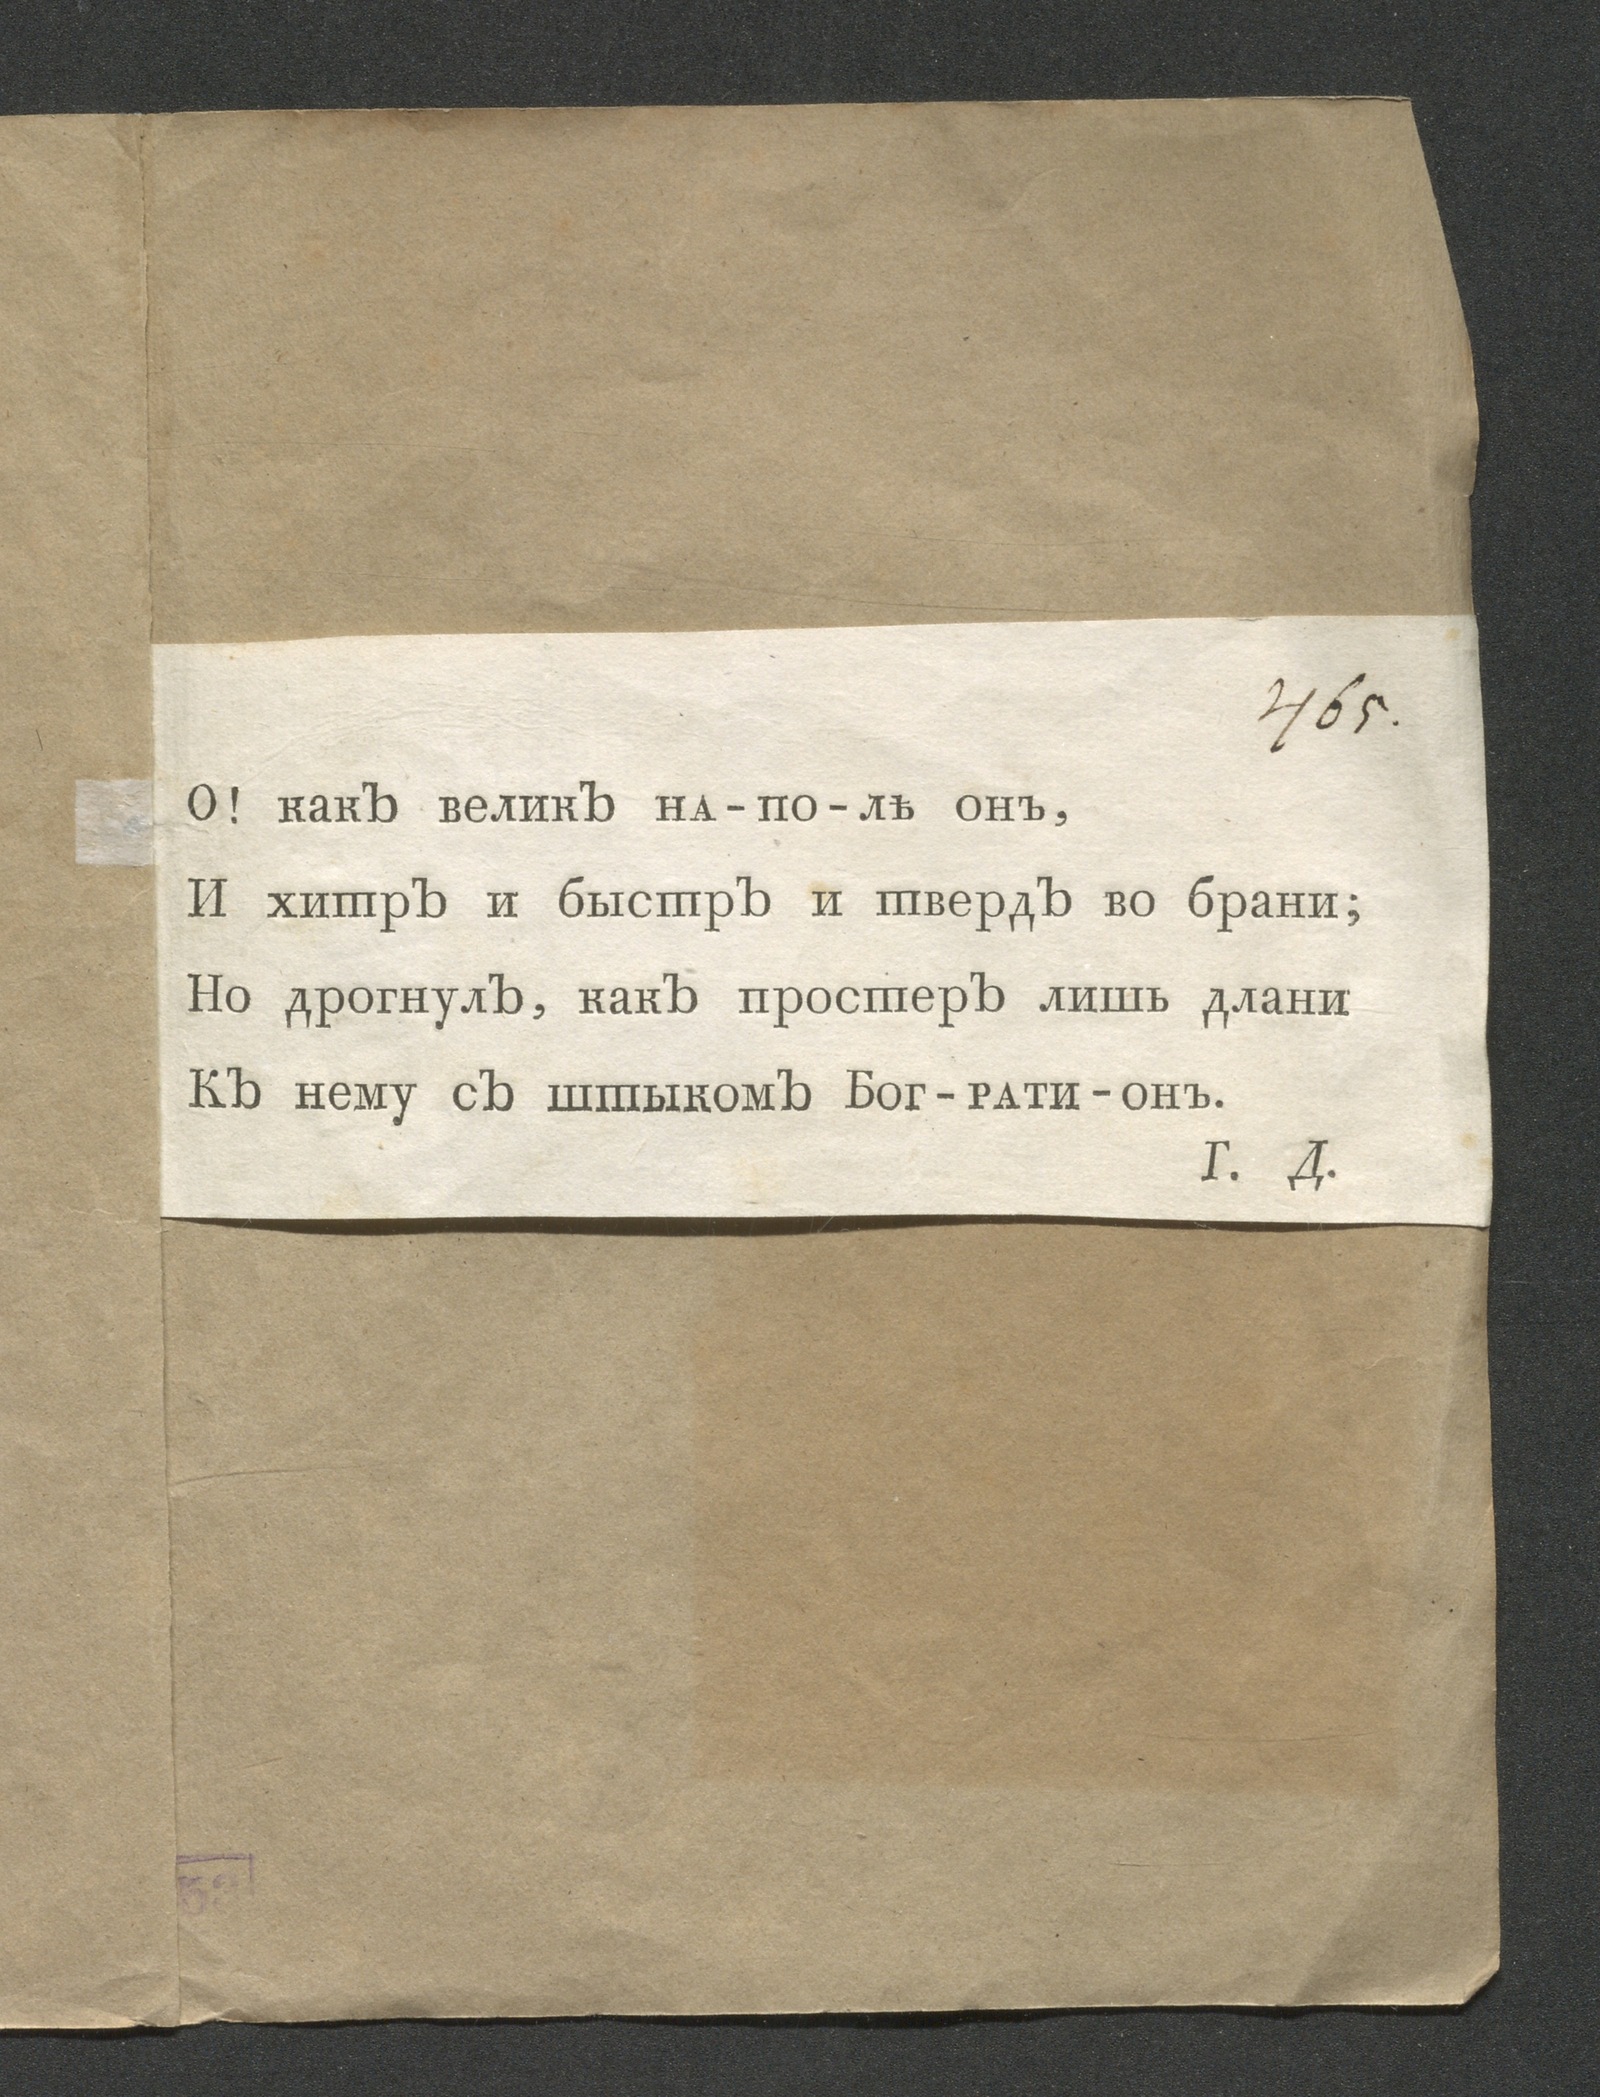 465.
О! какъ великъ на-по-лѣ онъ,
И хитръ и быстръ и твердъ во брани;
Но дрогнулъ, какъ простеръ лишь длани
Къ нему съ штыкомъ Бог-рати-онъ.
Г. Д.